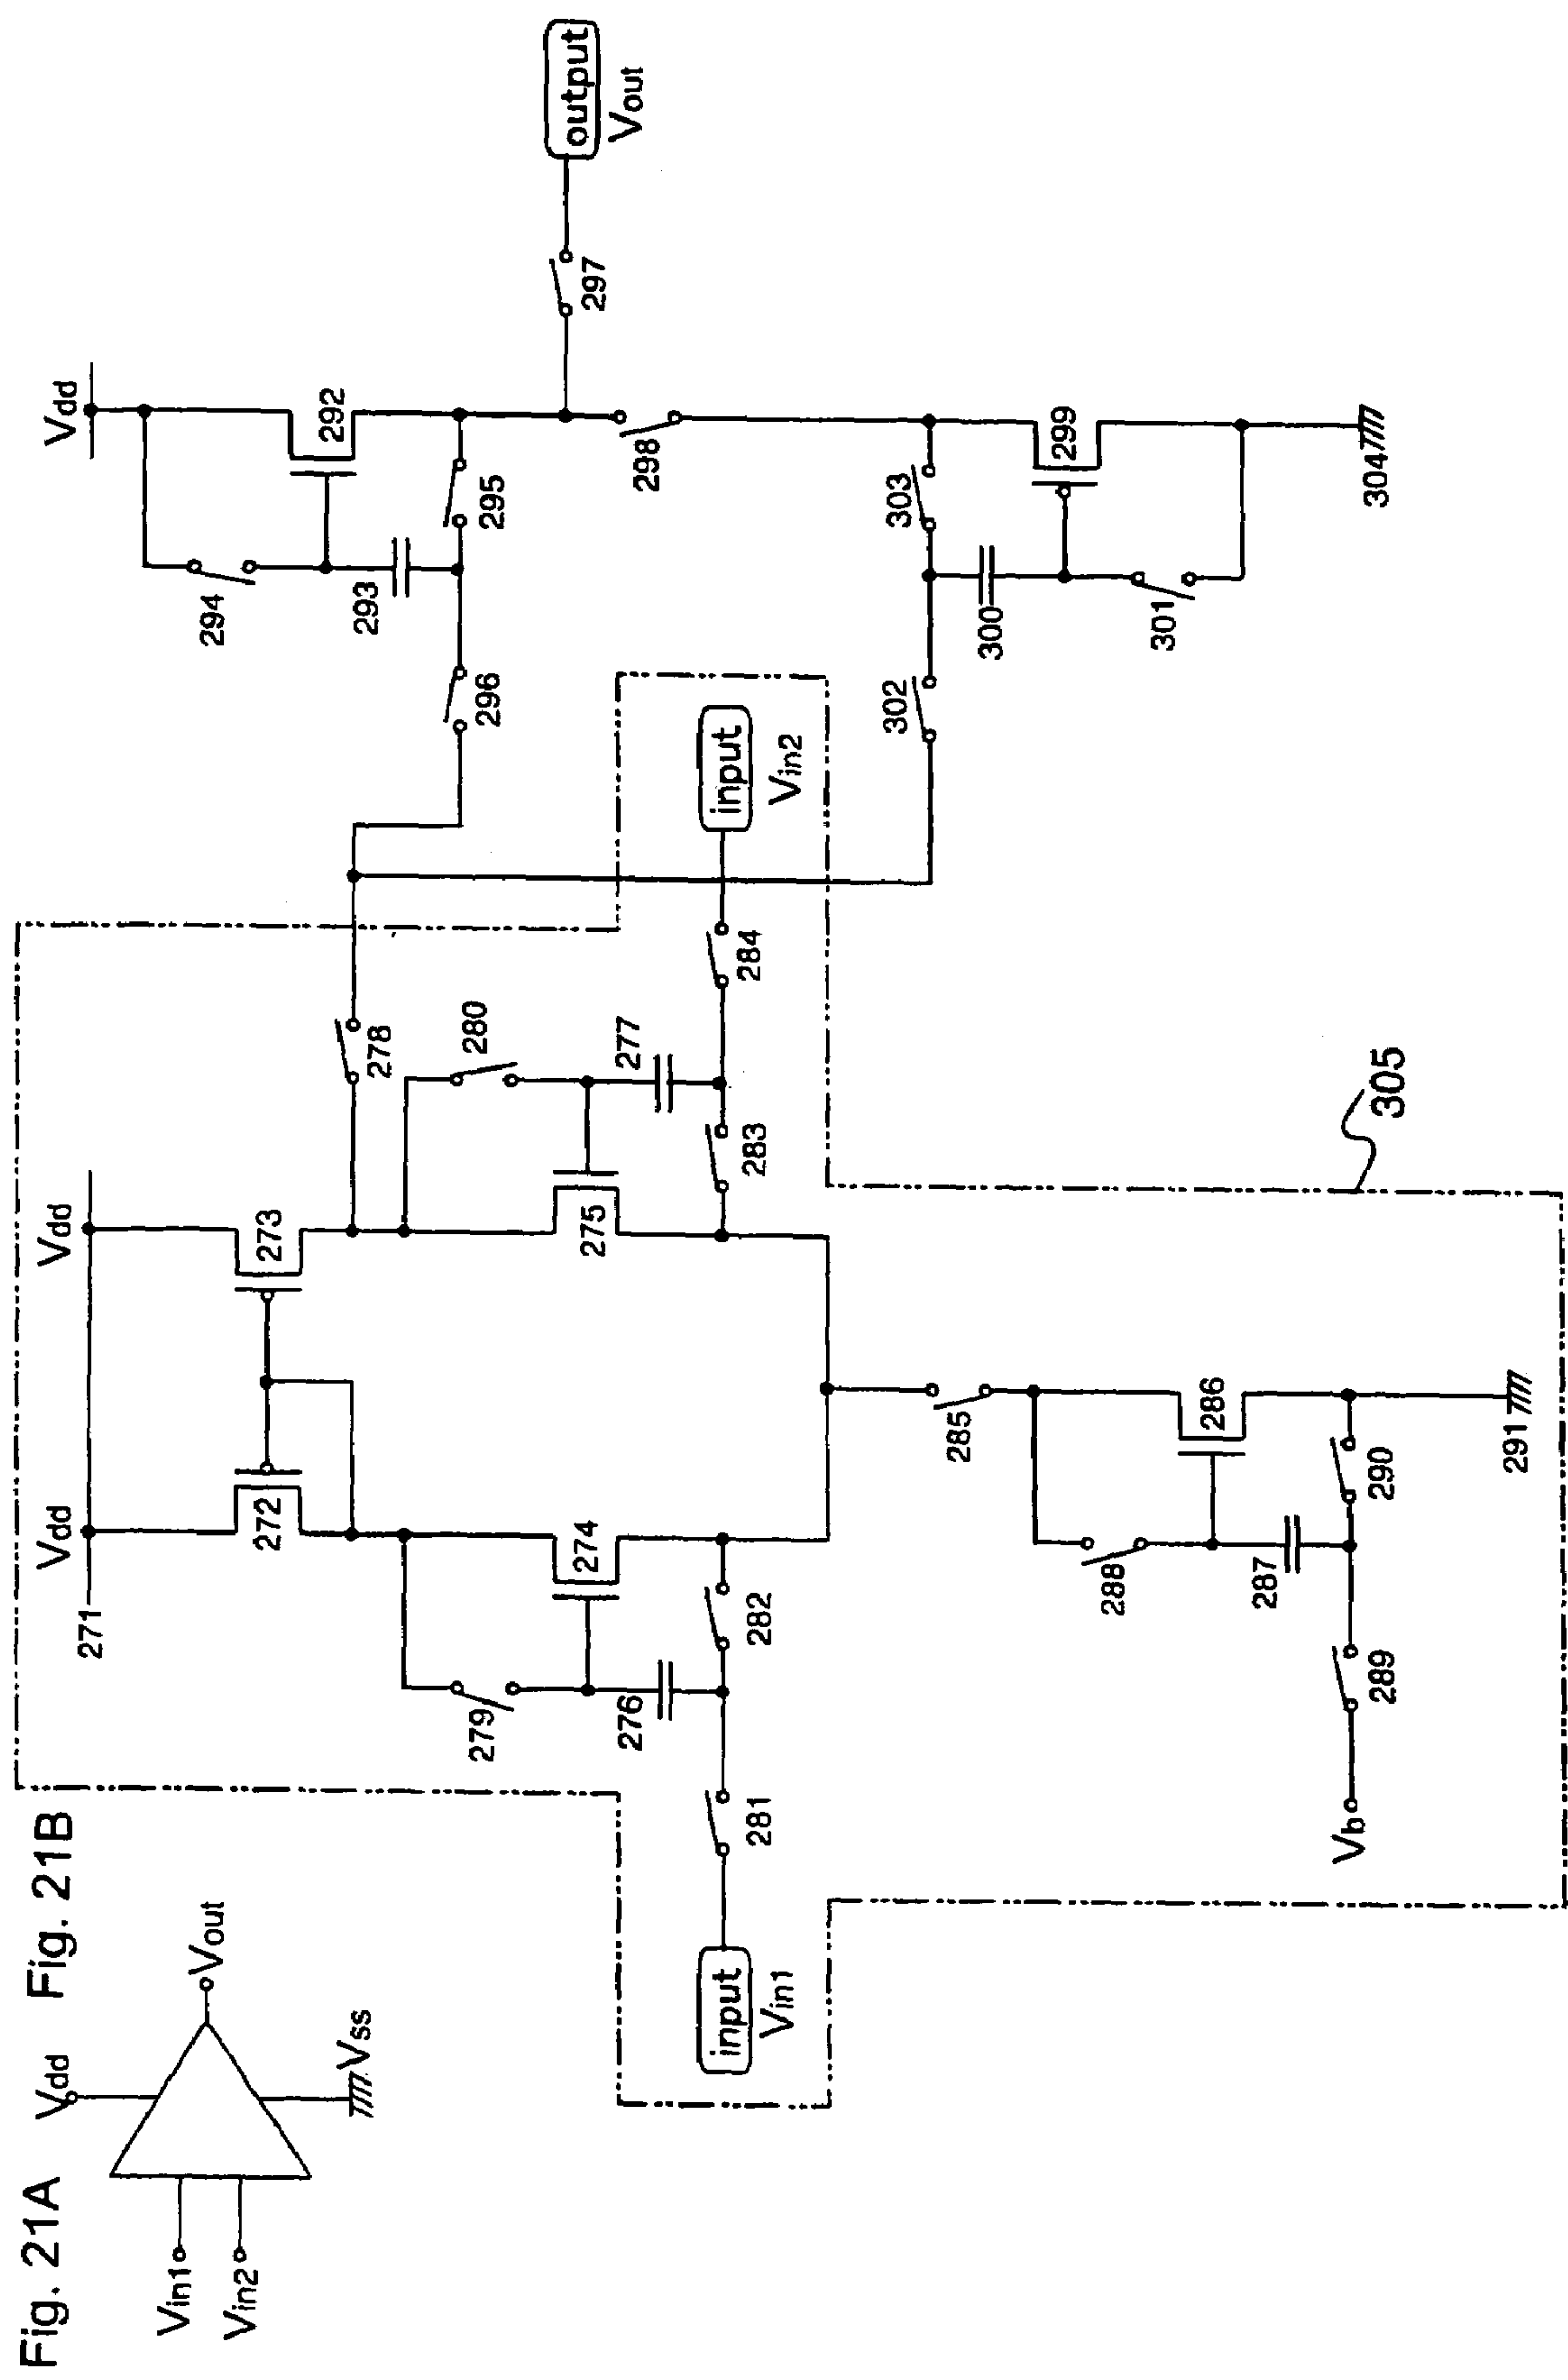 Fig. 21A
Vdd
Vin1
Vin2
Vout
Vss
Fig. 21B
271
Vdd
Vdd
Vdd
272
273
292
294
293
295
296
output
Vout
297
298
278
280
277
279
274
275
276
282
283
284
281
input
Vin1
input
Vin2
302
303
300
299
301
304
285
286
288
287
289
290
Vb
291
305